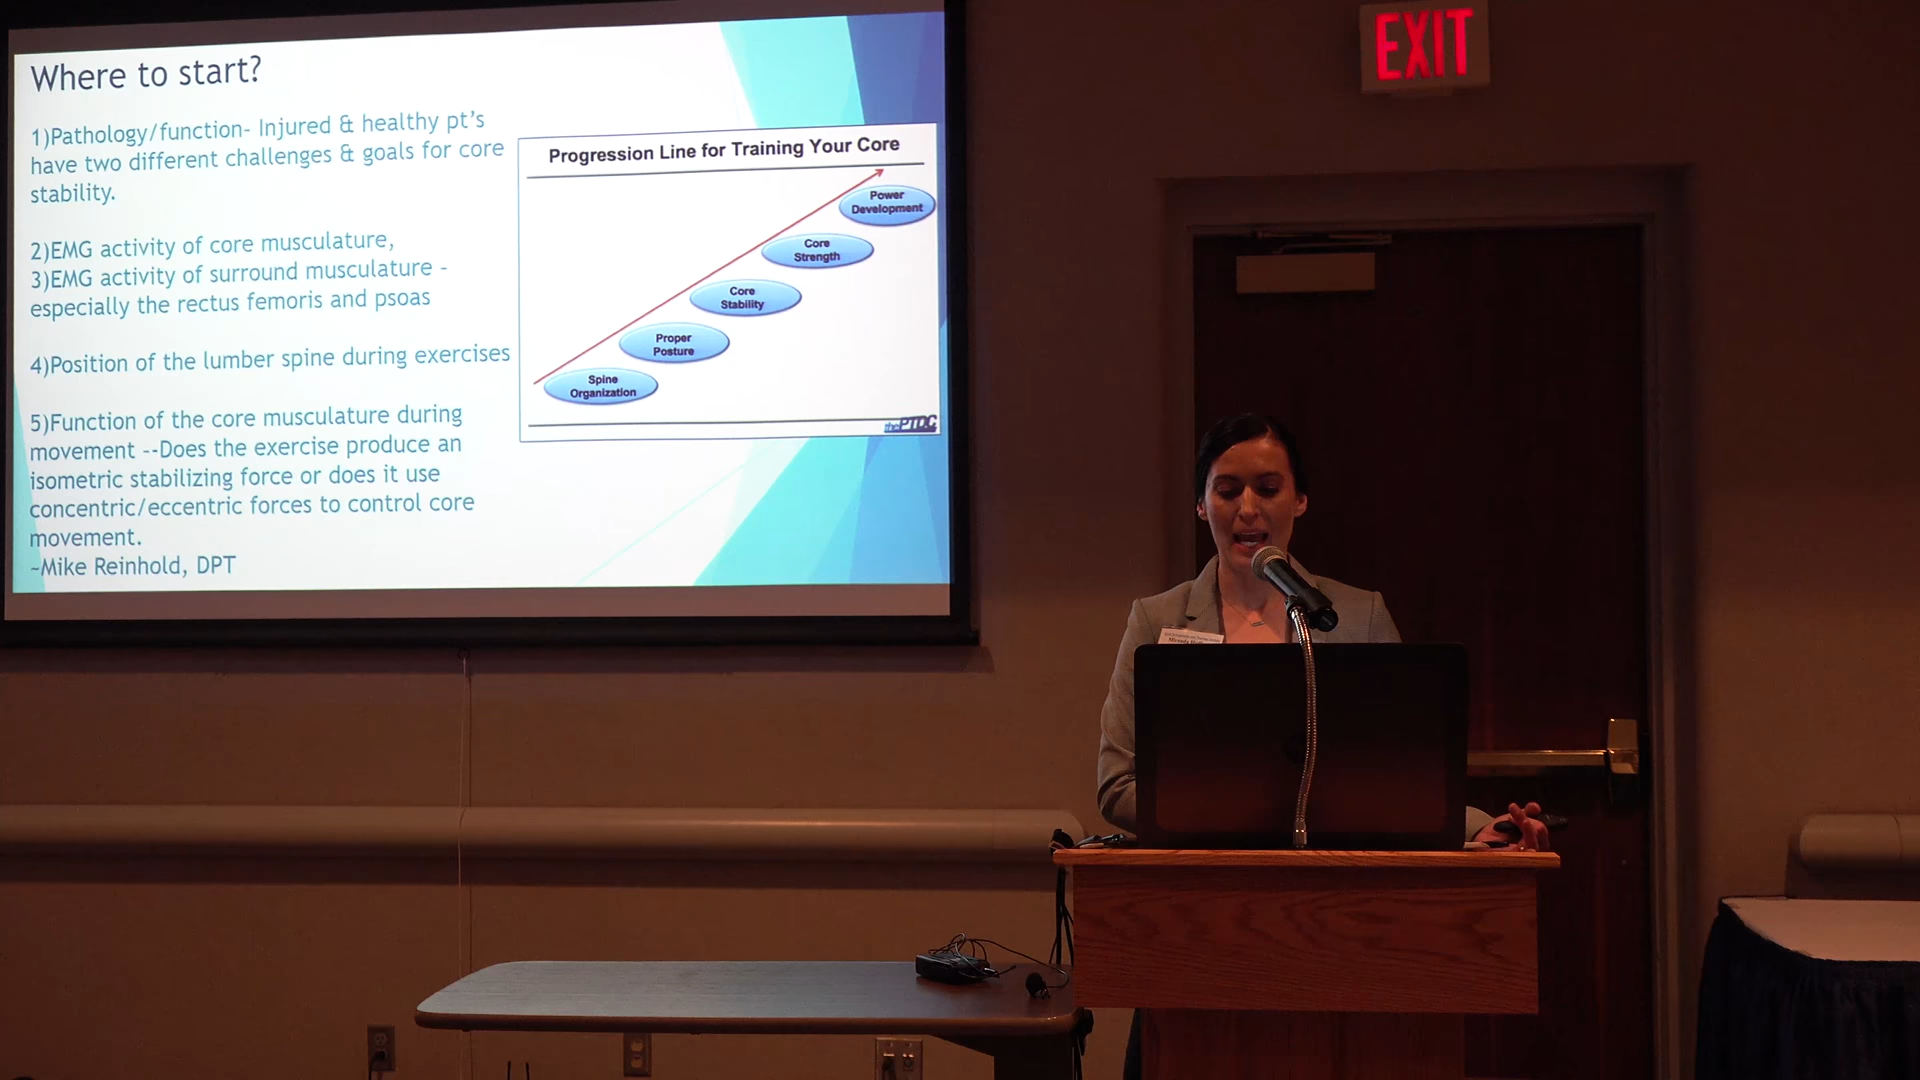 Where to start?
1)Pathology/function- Injured & healthy pt's
have two different challenges & goals for core
stability.
2)EMG activity of core musculature,
3)EMG activity of surround musculature -
especially the rectus femoris and psoas
4)Position of the lumber spine during exercises
5)Function of the core musculature during
movement --Does the exercise produce an
isometric stabilizing force or does it use
concentric/eccentric forces to control core
movement.
~Mike Reinhold, DPT
Progression Line for Training Your Core
Power
Development
Core
Strength
Core
Stability
Proper
Posture
Spine
Organization
thePTDC
EXIT